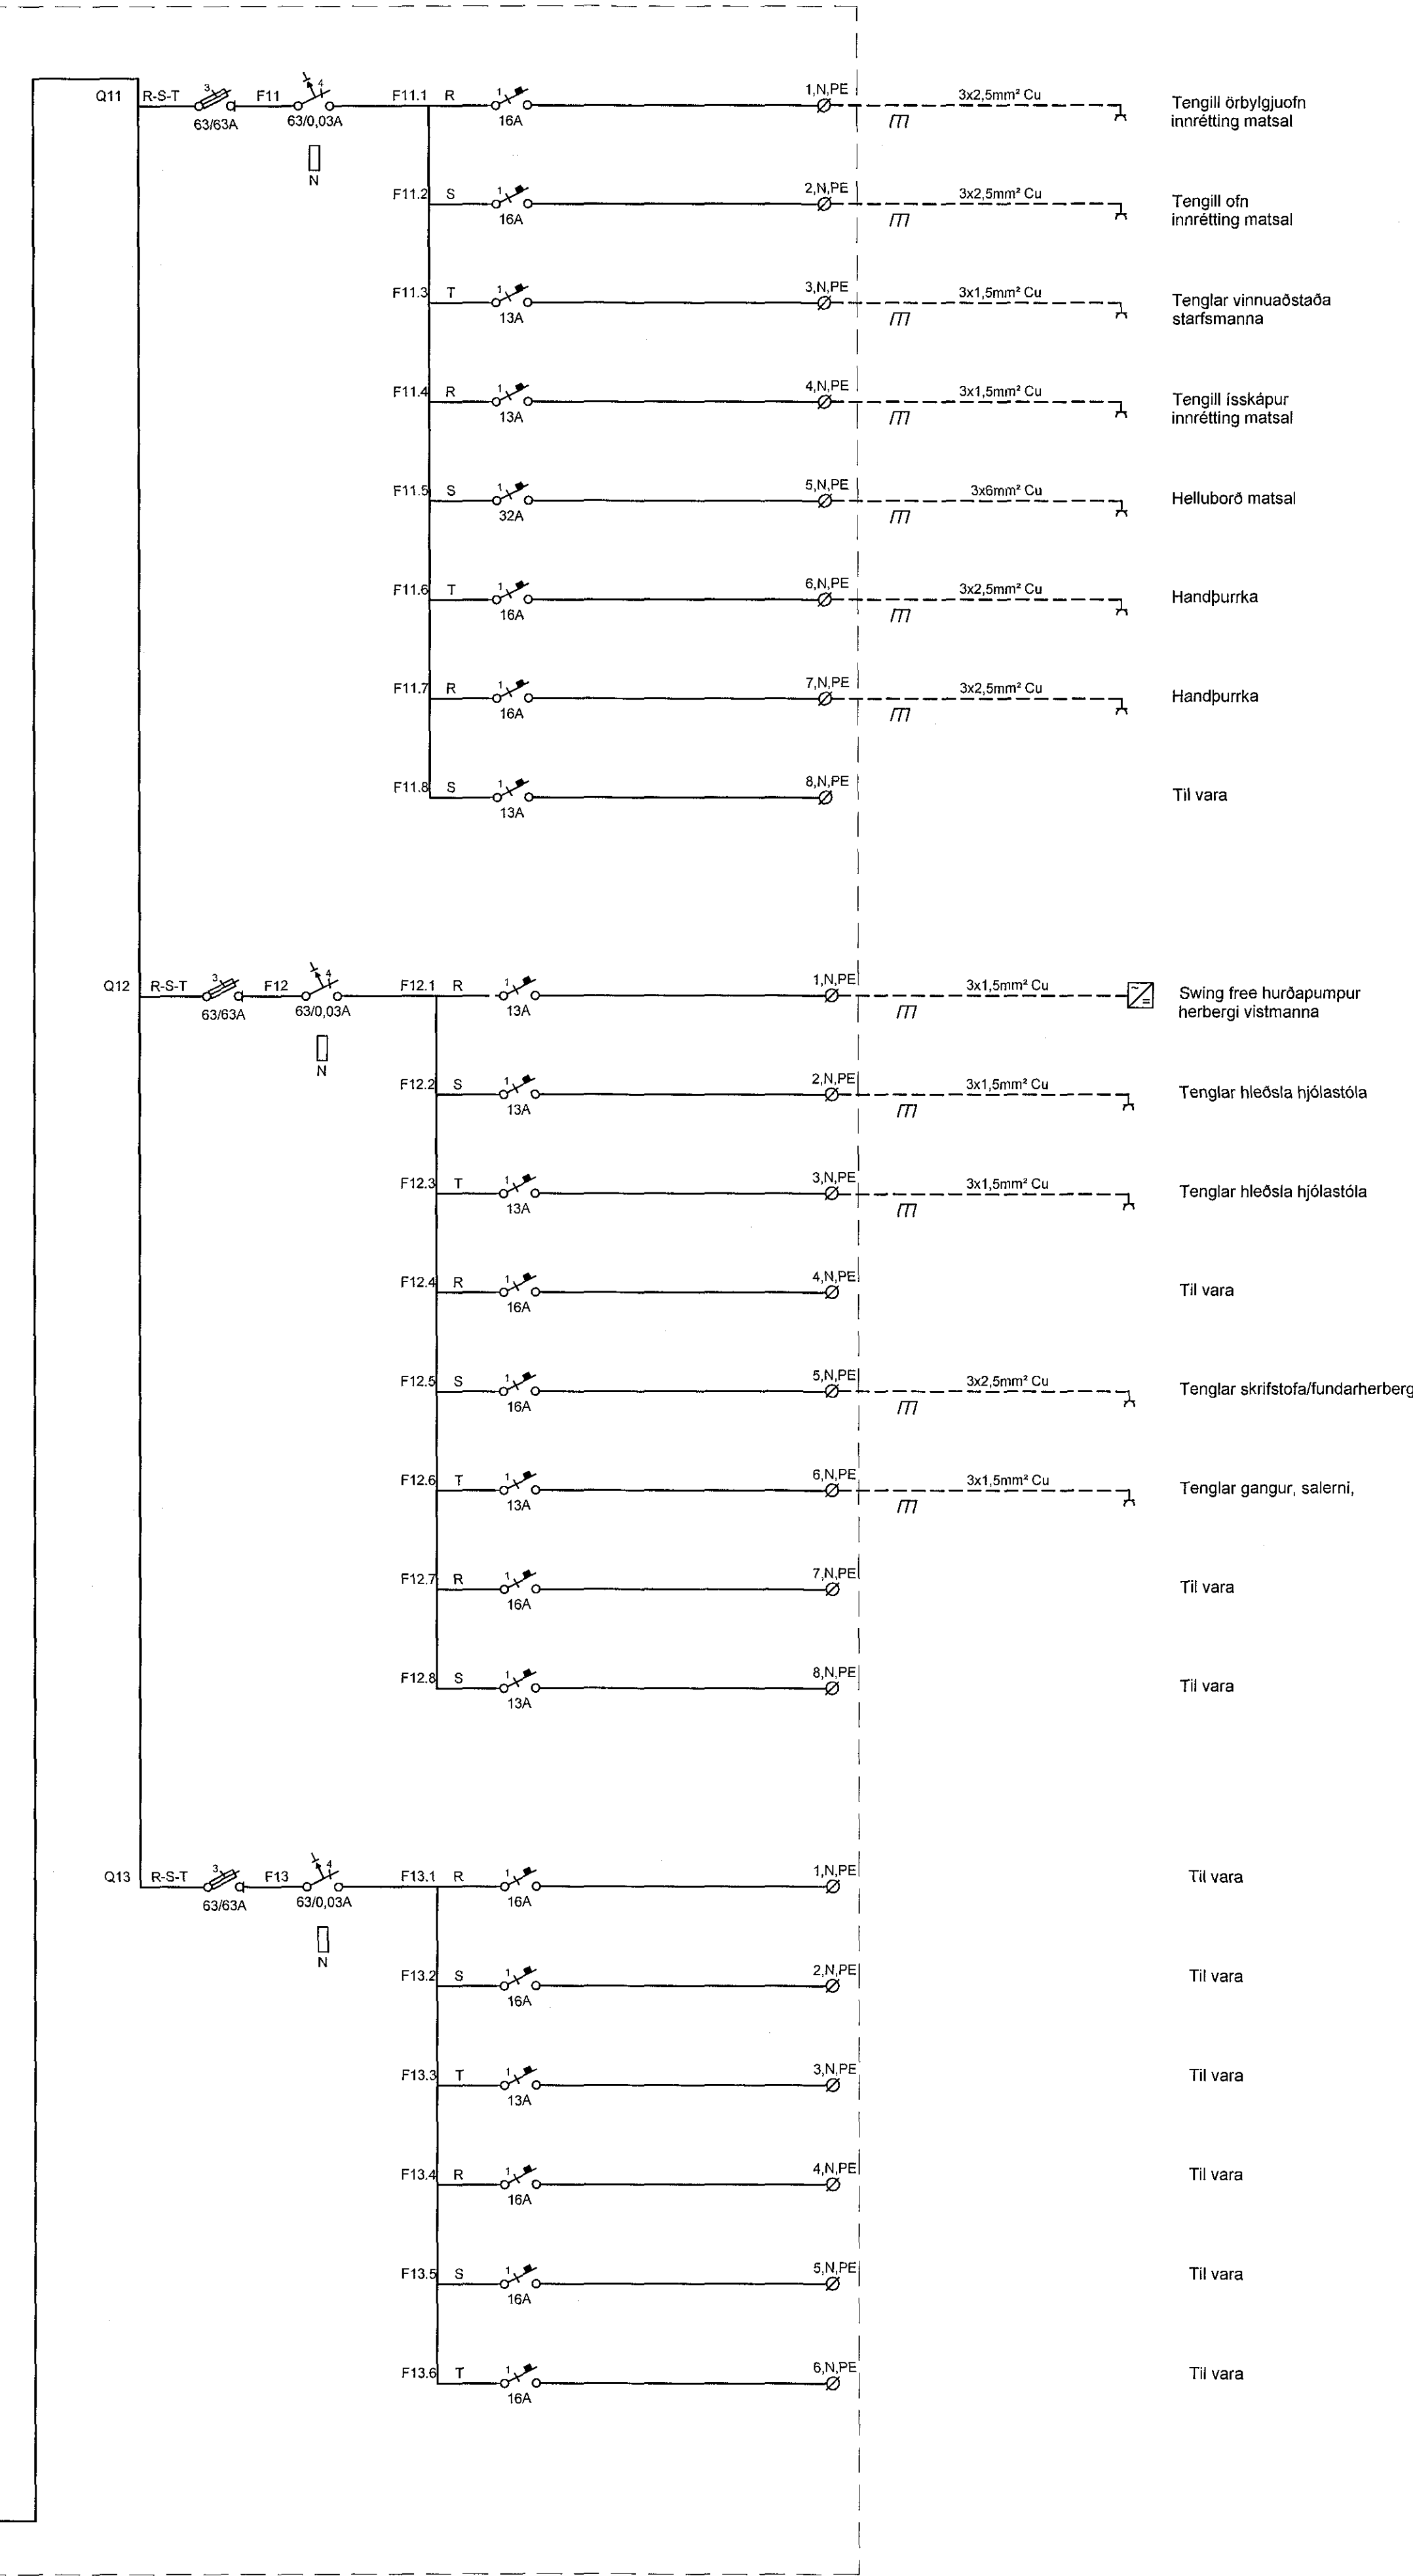 Q11 R-S-T 3 63/63A F11 4 63/0,03A N
F11.1 R 1 16A 1,N,PE 3x2,5mm² Cu Tengill örbylgjuofn
innrétting matsal
F11.2 S 1 16A 2,N,PE 3x2,5mm² Cu Tengill ofn
innrétting matsal
F11.3 T 1 13A 3,N,PE 3x1,5mm² Cu Tenglar vinnuaðstaða
starfsmanna
F11.4 R 1 13A 4,N,PE 3x1,5mm² Cu Tengill ísskápur
innrétting matsal
F11.5 S 1 32A 5,N,PE 3x6mm² Cu Helluborð matsal
F11.6 T 1 16A 6,N,PE 3x2,5mm² Cu Handþurrka
F11.7 R 1 16A 7,N,PE 3x2,5mm² Cu Handþurrka
F11.8 S 1 13A 8,N,PE Til vara
Q12 R-S-T 3 63/63A F12 4 63/0,03A N
F12.1 R 1 13A 1,N,PE 3x1,5mm² Cu Swing free hurðapumpur
herbergi vistmanna
F12.2 S 1 13A 2,N,PE 3x1,5mm² Cu Tenglar hleðsla hjólastóla
F12.3 T 1 13A 3,N,PE 3x1,5mm² Cu Tenglar hleðsla hjólastóla
F12.4 R 1 16A 4,N,PE Til vara
F12.5 S 1 16A 5,N,PE 3x2,5mm² Cu Tenglar skrifstofa/fundarherberg
F12.6 T 1 13A 6,N,PE 3x1,5mm² Cu Tenglar gangur, salerni,
F12.7 R 1 16A 7,N,PE Til vara
F12.8 S 1 13A 8,N,PE Til vara
Q13 R-S-T 3 63/63A F13 4 63/0,03A N
F13.1 R 1 16A 1,N,PE Til vara
F13.2 S 1 16A 2,N,PE Til vara
F13.3 T 1 13A 3,N,PE Til vara
F13.4 R 1 16A 4,N,PE Til vara
F13.5 S 1 16A 5,N,PE Til vara
F13.6 T 1 16A 6,N,PE Til vara